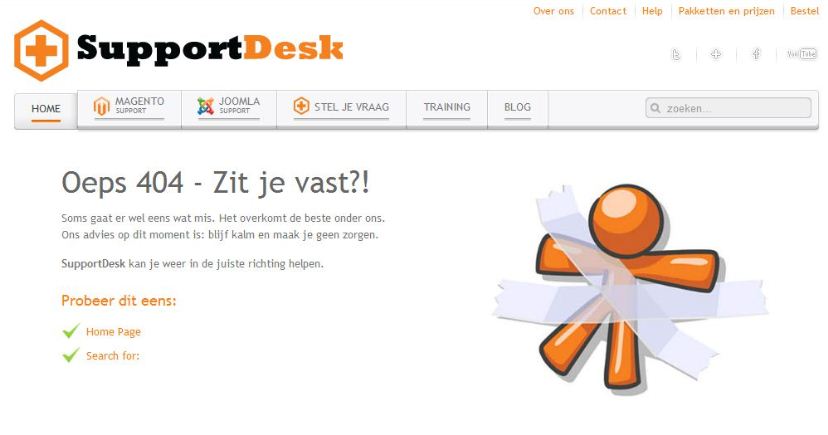 Over ons Contact Help Pakketten en prijzen Bestel
SupportDesk
You Tube
HOME MAGENTO SUPPORT JOOMLA SUPPORT STEL JE VRAAG TRAINING BLOG zoeken...
Oeps 404 - Zit je vast?!
Soms gaat er wel eens wat mis. Het overkomt de beste onder ons.
Ons advies op dit moment is: blijf kalm en maak je geen zorgen.
SupportDesk kan je weer in de juiste richting helpen.
Probeer dit eens:
Home Page
Search for: